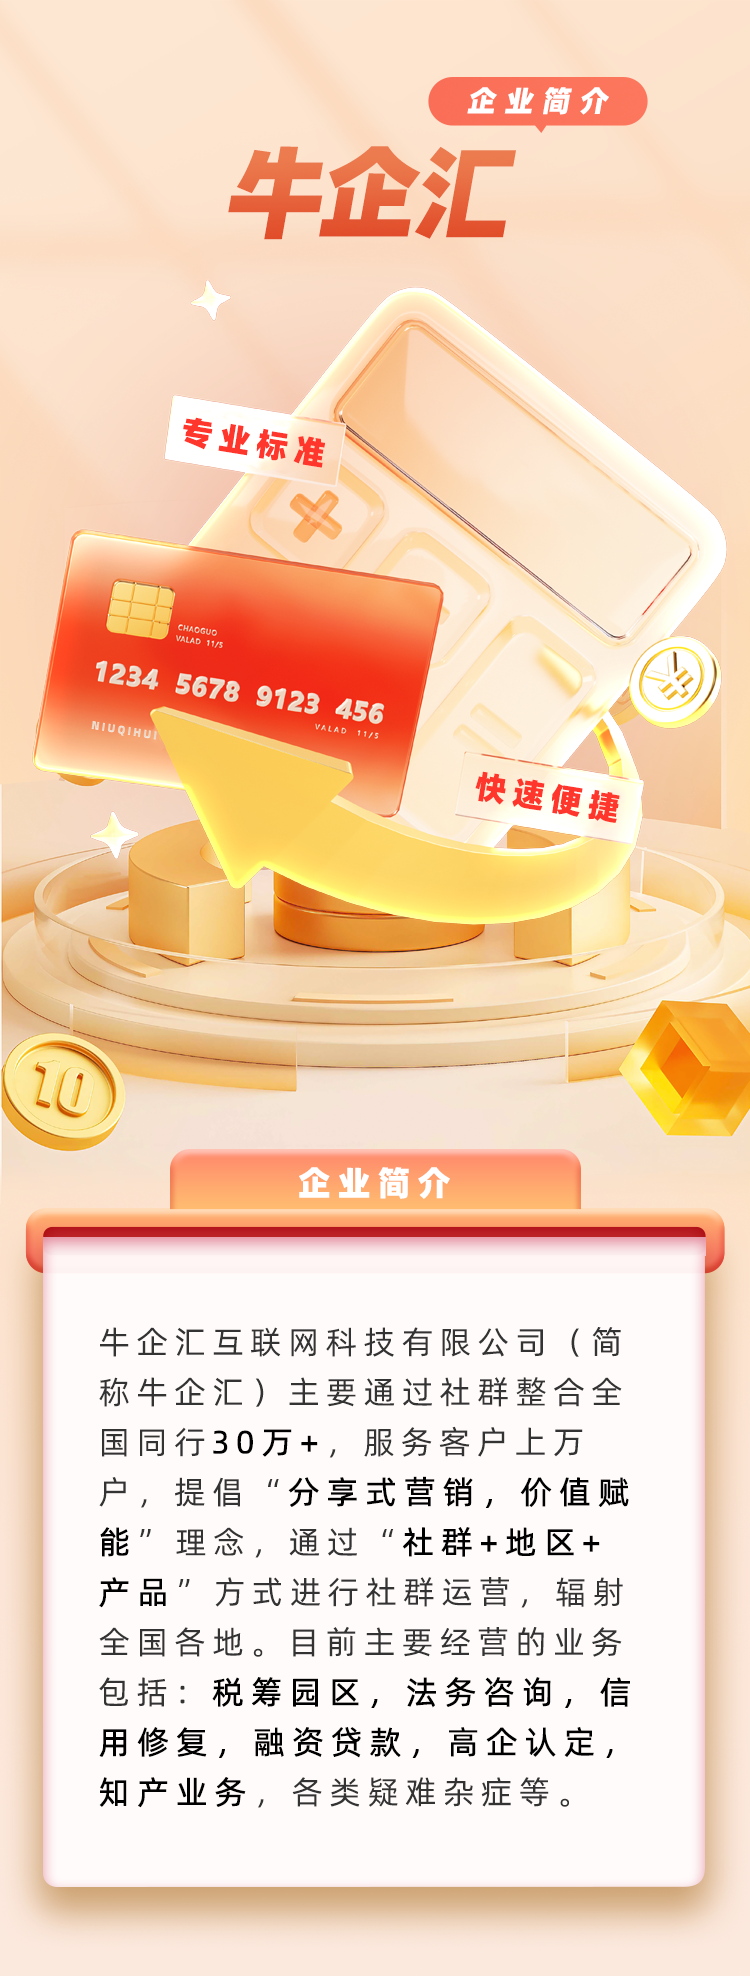 企业简介
牛企汇
专业标准
CHAOGUO
VALAD 11/5
1234 5678 9123 456
VALAD 11/5
NIUQIHUI
快速便捷
10
企业简介
牛企汇互联网科技有限公司（简
称牛企汇）主要通过社群整合全
国同行30万+，服务客户上万
户，提倡“分享式营销，价值赋
能”理念，通过“社群+地区+
产品”方式进行社群运营，辐射
全国各地。目前主要经营的业务
包括：税筹园区，法务咨询，信
用修复，融资贷款，高企认定，
知产业务，各类疑难杂症等。